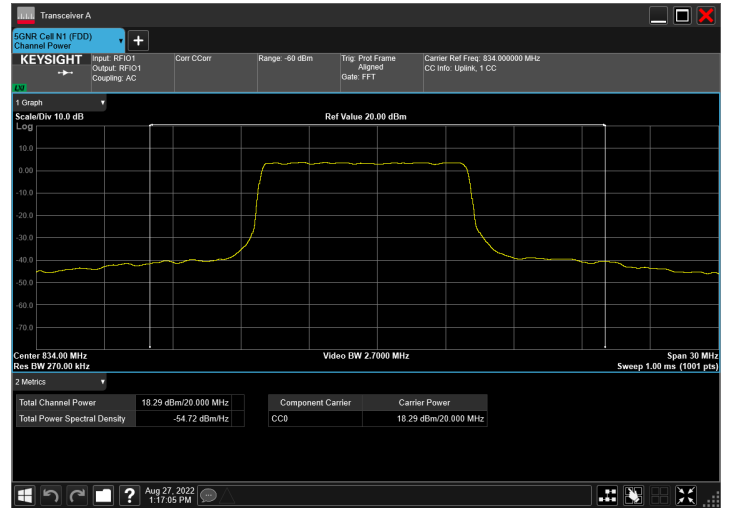 Transceiver A
5GNR Cell N1 (FDD)
Channel Power
KEYSIGHT
Input: RFIO1
Output: RFIO1
Coupling: AC
Corr CCorr
Range: -60 dBm
Trig: Prot Frame
Aligned
Gate: FFT
Carrier Ref Freq: 834.000000 MHz
CC Info: Uplink, 1 CC
LXI
1 Graph
Scale/Div 10.0 dB
Ref Value 20.00 dBm
Log
10.0
0.00
-10.0
-20.0
-30.0
-40.0
-50.0
-60.0
-70.0
Center 834.00 MHz
Video BW 2.7000 MHz
Span 30 MHz
Res BW 270.00 kHz
Sweep 1.00 ms (1001 pts)
2 Metrics
Total Channel Power 18.29 dBm/20.000 MHz
Total Power Spectral Density -54.72 dBm/Hz
Component Carrier Carrier Power
CC0 18.29 dBm/20.000 MHz
Aug 27, 2022
1:17:05 PM